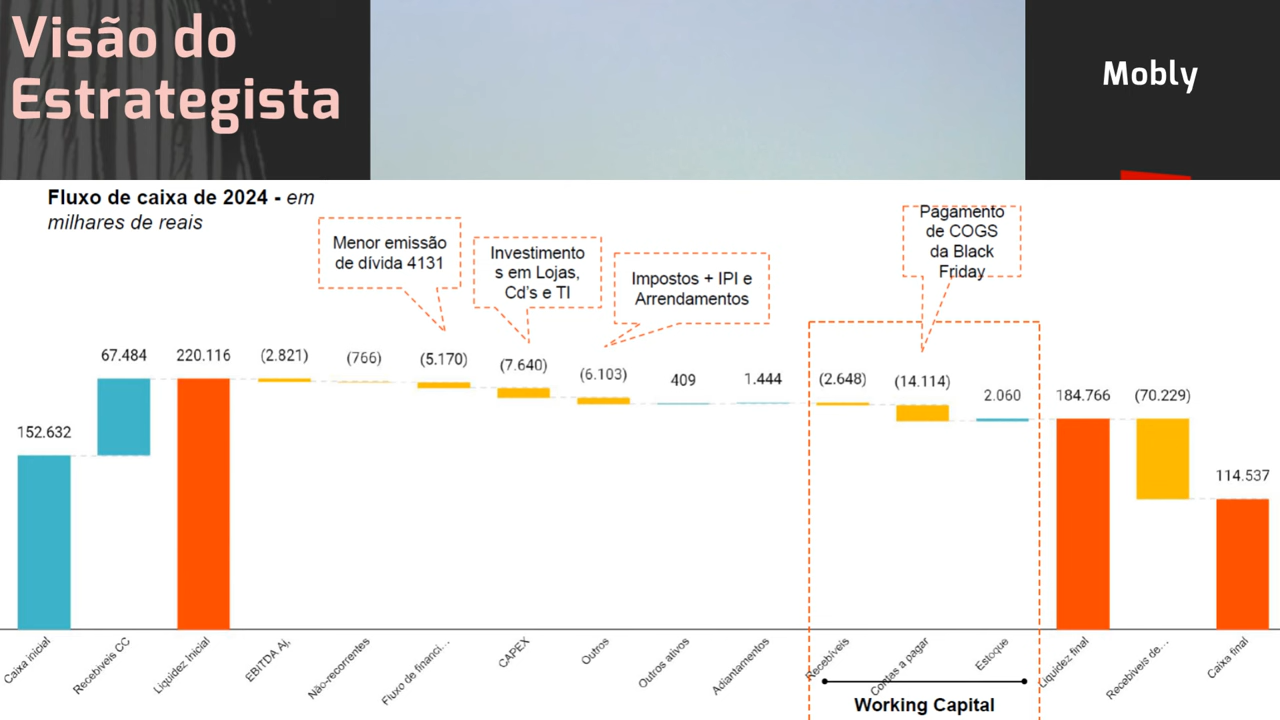 Visão do
Estrategista
Mobly
Fluxo de caixa de 2024 - em
milhares de reais
Menor emissão
de dívida 4131
Investimento
s em Lojas,
Cd's e TI
Impostos + IPI e
Arrendamentos
Pagamento
de COGS
da Black
Friday
152.632
67.484
220.116
(2.821)
(766)
(5.170)
(7.640)
(6.103)
409
1.444
(2.648)
(14.114)
2.060
184.766
(70.229)
114.537
Caixa inicial
Recebíveis CC
Liquidez Inicial
EBITDA Aj,
Não-recorrentes
Fluxo de financi...
CAPEX
Outros
Outros ativos
Adiantamentos
Recebíveis
Contas a pagar
Estoque
Liquidez final
Recebíveis de...
Caixa final
Working Capital